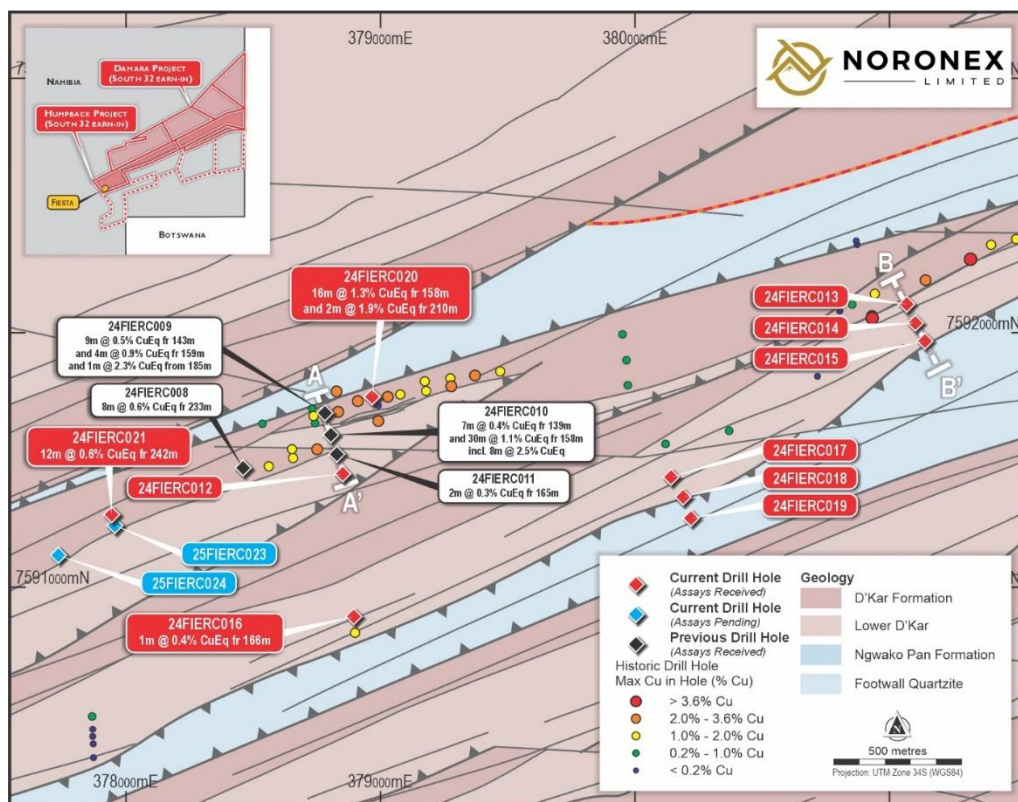 379000mE
380000mE
NAMIBIA
DAMARA PROJECT
(SOUTH 32 EARN-IN)
HUMPBACK PROJECT
(SOUTH 32 EARN-IN)
FIESTA
BOTSWANA
NORONEX
LIMITED
24FIERC020
16m @ 1.3% CuEq fr 158m
and 2m @ 1.9% CuEq fr 210m
24FIERC009
9m @ 0.5% CuEq fr 143m
and 4m @ 0.9% CuEq fr 159m
and 1m @ 2.3% CuEq from 185m
24FIERC008
8m @ 0.6% CuEq fr 233m
24FIERC021
12m @ 0.6% CuEq fr 242m
24FIERC012
A
A'
24FIERC010
7m @ 0.4% CuEq fr 139m
and 30m @ 1.1% CuEq fr 158m
incl. 8m @ 2.5% CuEq
24FIERC011
2m @ 0.3% CuEq fr 165m
B
24FIERC013
24FIERC014
24FIERC015
B'
7592000mN
24FIERC017
24FIERC018
24FIERC019
25FIERC023
25FIERC024
7591000mN
24FIERC016
1m @ 0.4% CuEq fr 166m
Current Drill Hole
(Assays Received)
Current Drill Hole
(Assays Pending)
Previous Drill Hole
(Assays Received)
Historic Drill Hole
Max Cu in Hole (% Cu)
> 3.6% Cu
2.0% - 3.6% Cu
1.0% - 2.0% Cu
0.2% - 1.0% Cu
< 0.2% Cu
Geology
D'Kar Formation
Lower D'Kar
Ngwako Pan Formation
Footwall Quartzite
N
500 metres
Projection: UTM Zone 34S (WGS84)
378000mE
379000mE